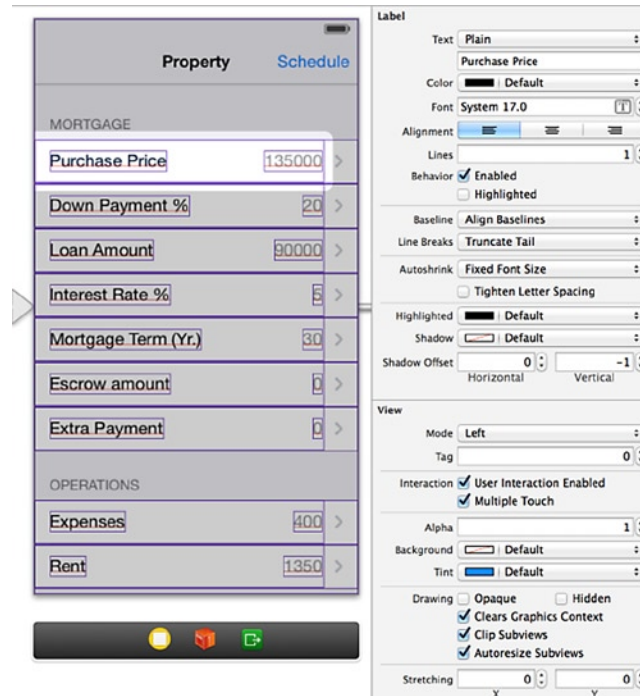 Property Schedule
MORTGAGE
Purchase Price 135000
Down Payment % 20
Loan Amount 90000
Interest Rate % 5
Mortgage Term (Yr.) 30
Escrow amount 0
Extra Payment 0
OPERATIONS
Expenses 400
Rent 1350
Label
Text Plain
Purchase Price
Color Default
Font System 17.0 T
Alignment
Lines 1
Behavior Enabled
Highlighted
Baseline Align Baselines
Line Breaks Truncate Tail
Autoshrink Fixed Font Size
Tighten Letter Spacing
Highlighted Default
Shadow Default
Shadow Offset 0 -1
Horizontal Vertical
View
Mode Left
Tag 0
Interaction User Interaction Enabled
Multiple Touch
Alpha 1
Background Default
Tint Default
Drawing Opaque Hidden
Clears Graphics Context
Clip Subviews
Autoresize Subviews
Stretching 0 0
X Y